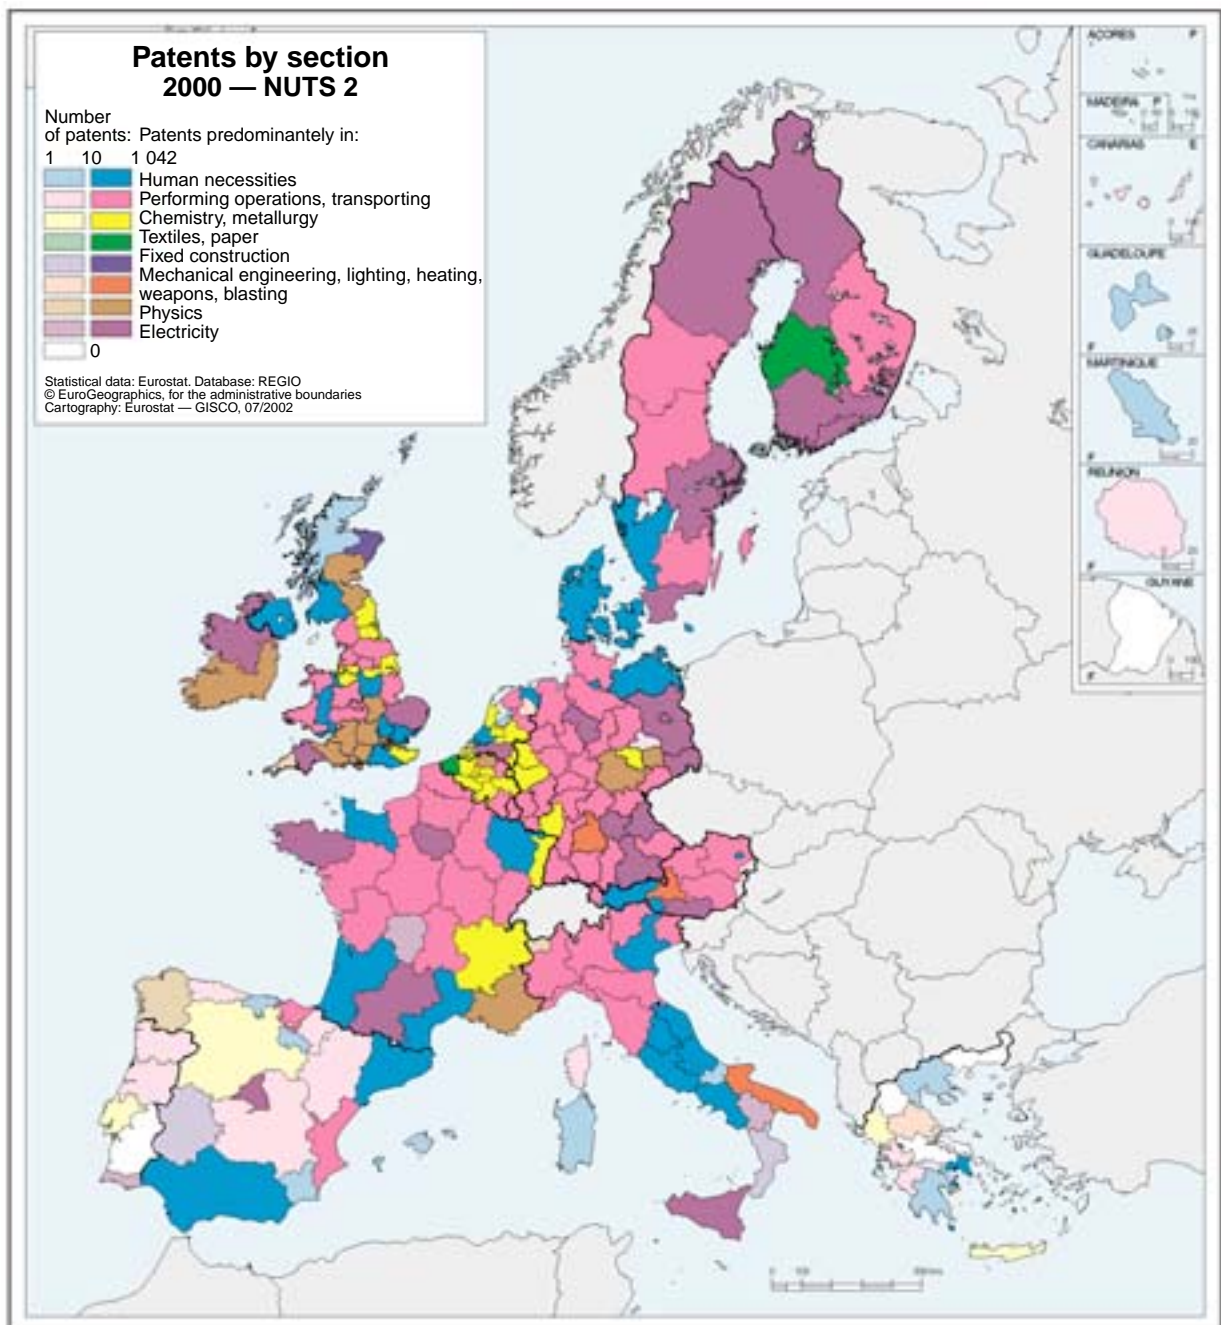 Patents by section
2000 — NUTS 2
Number
of patents: Patents predominantely in:
1 10 1 042
Human necessities
Performing operations, transporting
Chemistry, metallurgy
Textiles, paper
Fixed construction
Mechanical engineering, lighting, heating,
weapons, blasting
Physics
Electricity
0
Statistical data: Eurostat. Database: REGIO
© EuroGeographics, for the administrative boundaries
Cartography: Eurostat — GISCO, 07/2002
AÇORES P
MADEIRA P
CANARIAS E
GUADELOUPE
F
MARTINIQUE
F
REUNION
F
GUYANE
F